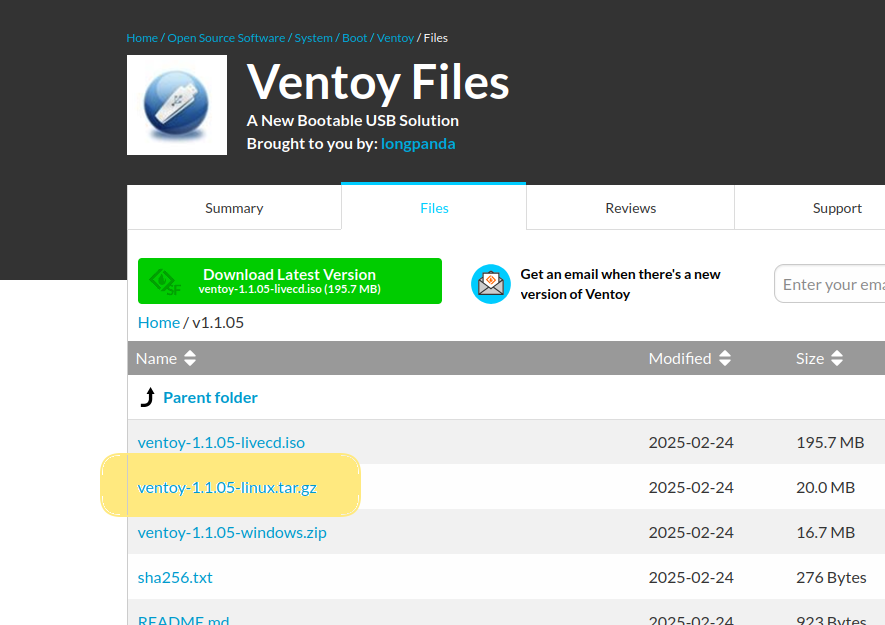 Home / Open Source Software / System / Boot / Ventoy / Files
Ventoy Files
A New Bootable USB Solution
Brought to you by: longpanda
Summary
Files
Reviews
Support
SF
Download Latest Version
ventoy-1.1.05-livecd.iso (195.7 MB)
Get an email when there's a new
version of Ventoy
Enter your ema
Home / v1.1.05
Name Modified Size
Parent folder
ventoy-1.1.05-livecd.iso 2025-02-24 195.7 MB
ventoy-1.1.05-linux.tar.gz 2025-02-24 20.0 MB
ventoy-1.1.05-windows.zip 2025-02-24 16.7 MB
sha256.txt 2025-02-24 276 Bytes
README.md 2025-02-24 923 Bytes